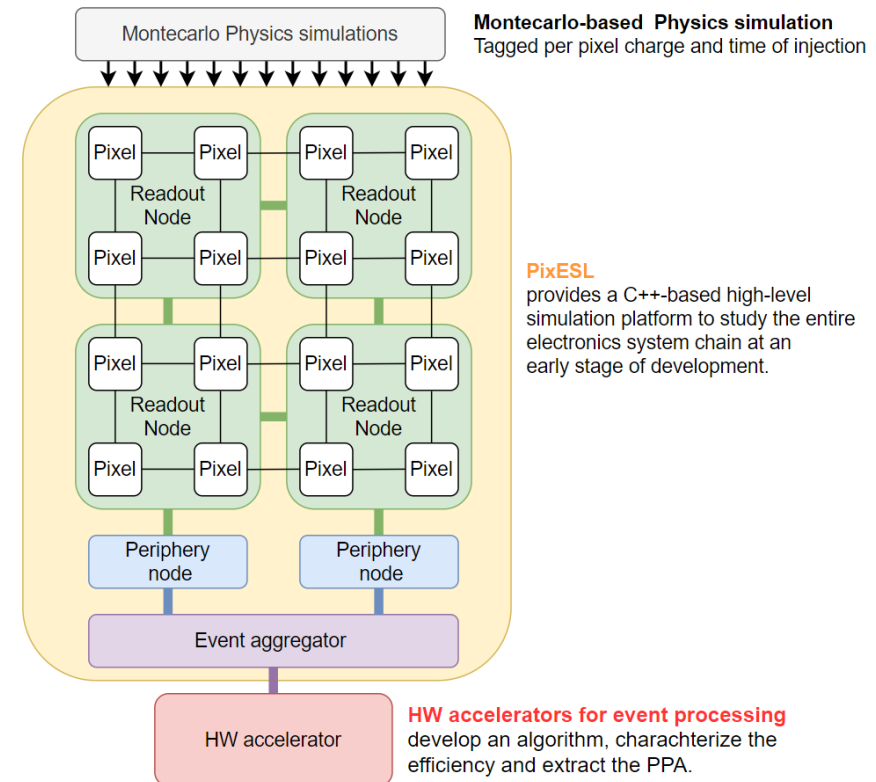 Montecarlo Physics simulations
Montecarlo-based Physics simulation
Tagged per pixel charge and time of injection
Pixel Pixel Pixel Pixel
Readout Readout
Node Node
Pixel Pixel Pixel Pixel
PixESL
provides a C++-based high-level
simulation platform to study the entire
electronics system chain at an
early stage of development.
Pixel Pixel Pixel Pixel
Readout Readout
Node Node
Pixel Pixel Pixel Pixel
Periphery
node
Periphery
node
Event aggregator
HW accelerator
HW accelerators for event processing
develop an algorithm, charachterize the
efficiency and extract the PPA.